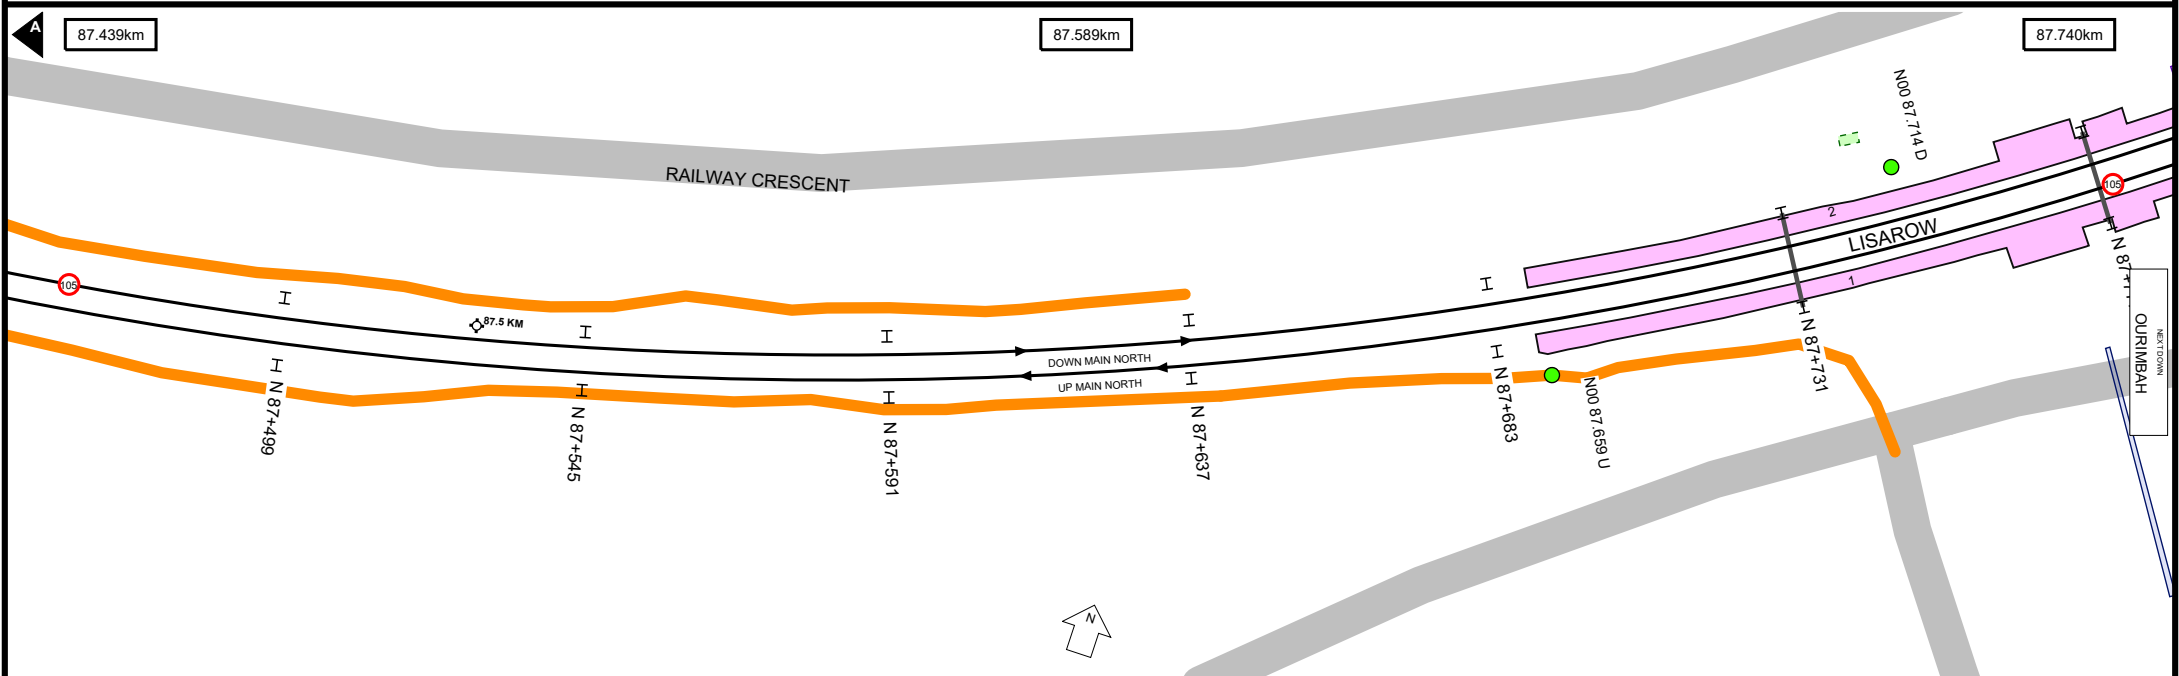 A
87.439km
87.589km
87.740km
N00 87.714 D
RAILWAY CRESCENT
105
2
LISAROW
1
105
87.5 KM
DOWN MAIN NORTH
UP MAIN NORTH
N 87+499
N 87+545
N 87+591
N 87+637
N 87+683
N00 87.659 U
N 87+731
NEXT DOWN
OURIMBAH
N